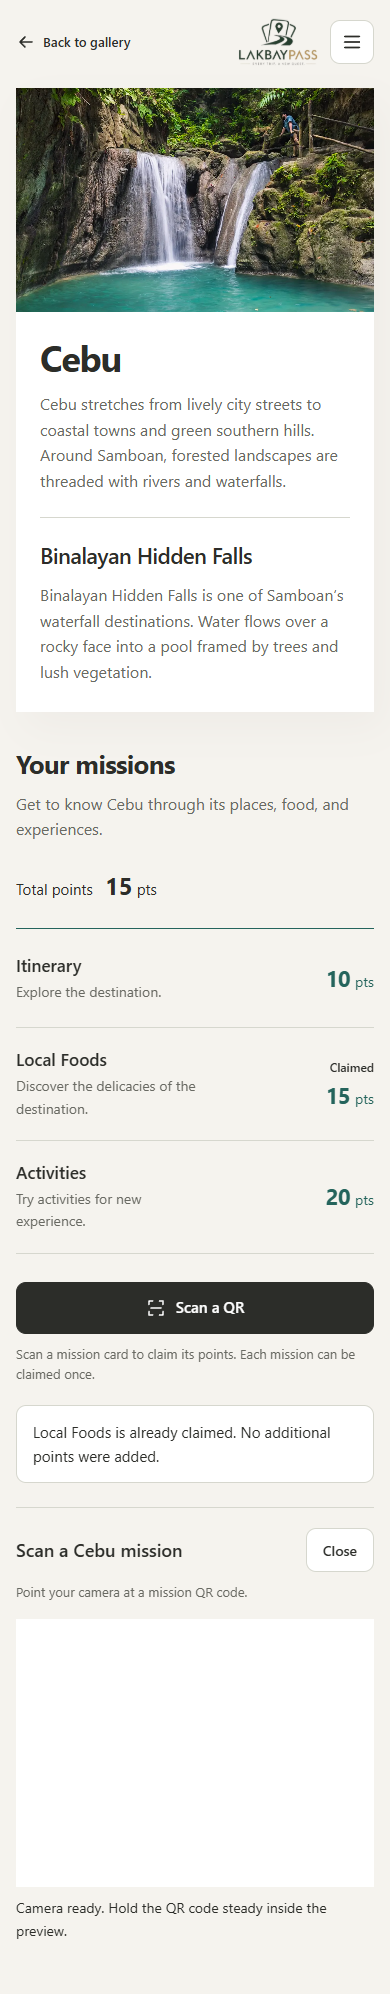 Back to gallery
LAKBAYPASS
Cebu
Cebu stretches from lively city streets to
coastal towns and green southern hills.
Around Samboan, forested landscapes are
threaded with rivers and waterfalls.
Binalayan Hidden Falls
Binalayan Hidden Falls is one of Samboan's
waterfall destinations. Water flows over a
rocky face into a pool framed by trees and
lush vegetation.
Your missions
Get to know Cebu through its places, food, and
experiences.
Total points 15 pts
Itinerary
Explore the destination.
10 pts
Local Foods
Discover the delicacies of the
destination.
Claimed
15 pts
Activities
Try activities for new
experience.
20 pts
Scan a QR
Scan a mission card to claim its points. Each mission can be
claimed once.
Local Foods is already claimed. No additional
points were added.
Scan a Cebu mission
Close
Point your camera at a mission QR code.
Camera ready. Hold the QR code steady inside the
preview.